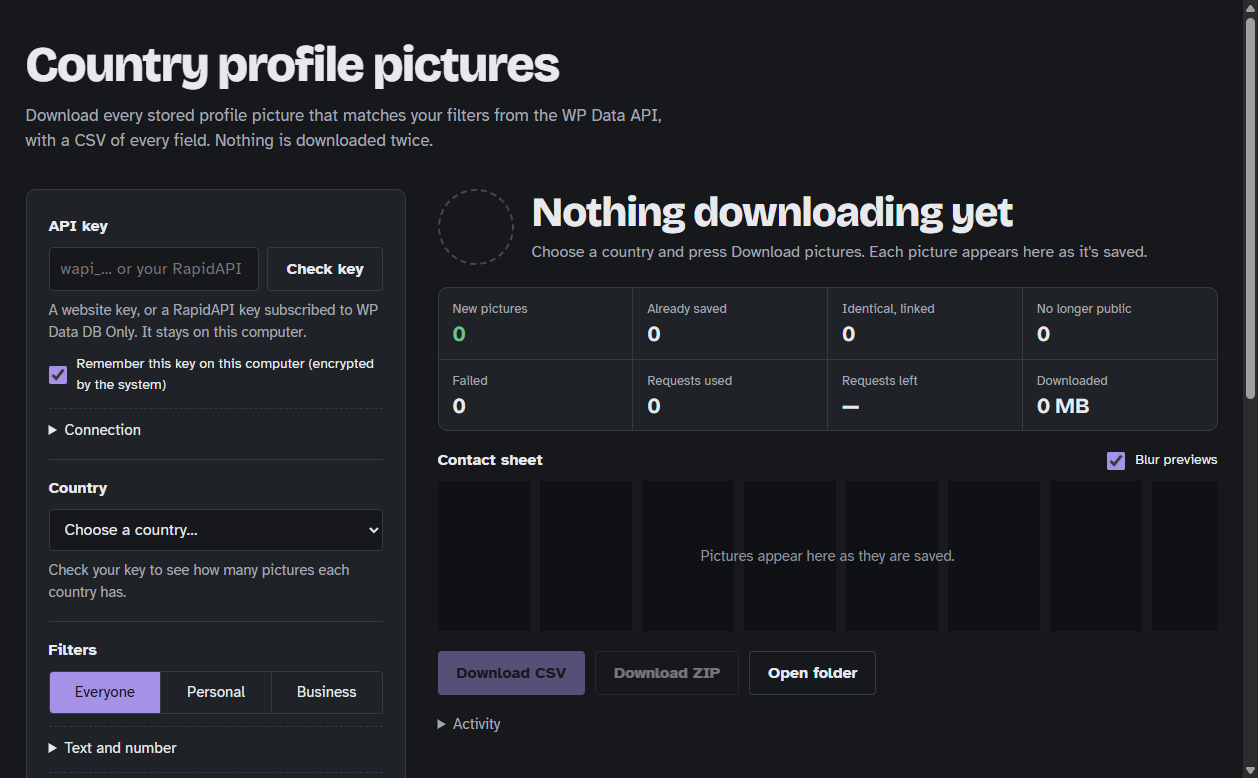 Country profile pictures
Download every stored profile picture that matches your filters from the WP Data API,
with a CSV of every field. Nothing is downloaded twice.
API key
wapi_… or your RapidAPI
Check key
A website key, or a RapidAPI key subscribed to WP
Data DB Only. It stays on this computer.
Remember this key on this computer (encrypted
by the system)
Connection
Country
Choose a country...
Check your key to see how many pictures each
country has.
Filters
Everyone
Personal
Business
Text and number
Nothing downloading yet
Choose a country and press Download pictures. Each picture appears here as it's saved.
New pictures
0
Already saved
0
Identical, linked
0
No longer public
0
Failed
0
Requests used
0
Requests left
—
Downloaded
0 MB
Contact sheet
Blur previews
Pictures appear here as they are saved.
Download CSV
Download ZIP
Open folder
Activity